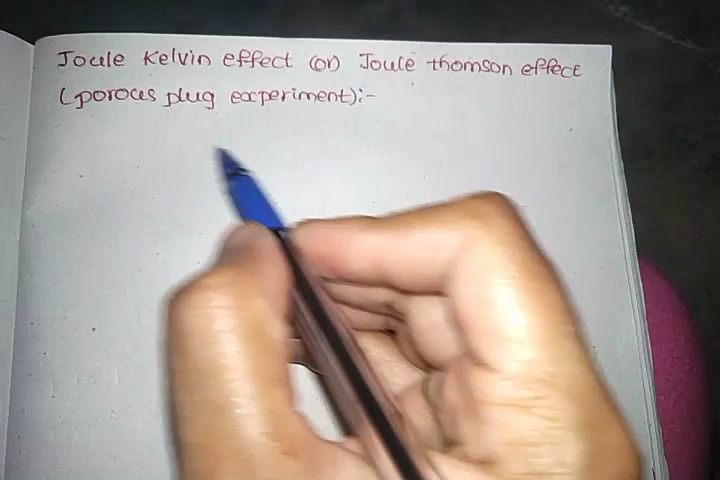 Joule Kelvin effect (or) Joule thomson effect
(porous plug experiment):-